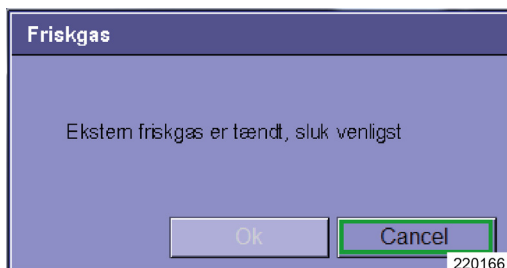 Friskgas
Ekstern friskgas er tændt, sluk venligst
Ok
Cancel
220166